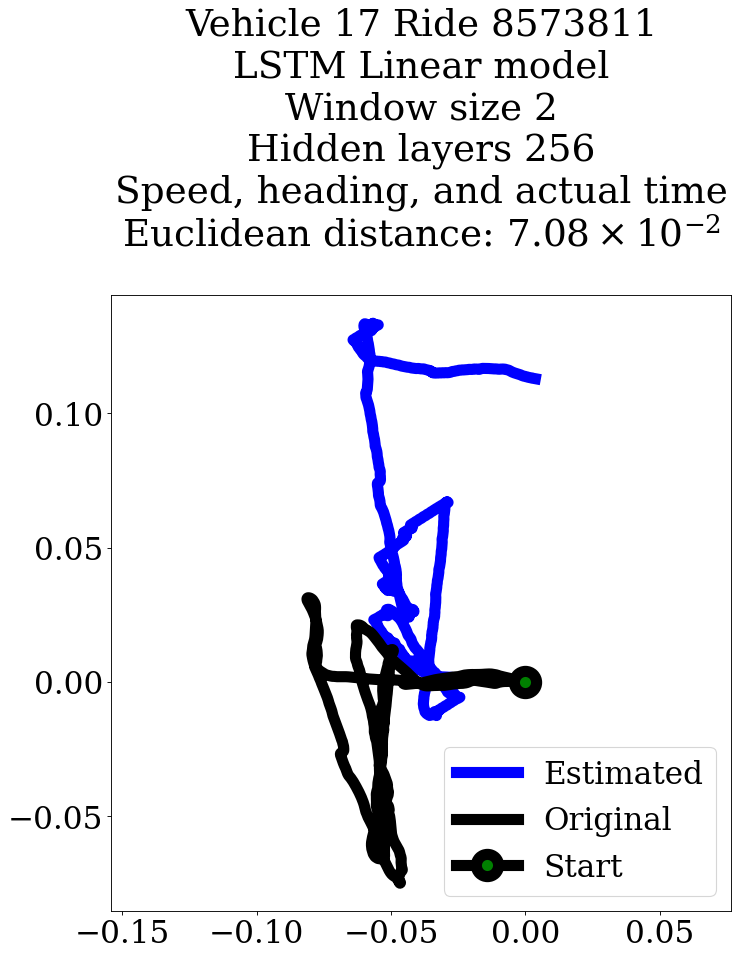 Vehicle 17 Ride 8573811
LSTM Linear model
Window size 2
Hidden layers 256
Speed, heading, and actual time
Euclidean distance: 7.08 × 10⁻²
0.10
0.05
0.00
−0.05
Estimated
Original
Start
−0.15
−0.10
−0.05
0.00
0.05